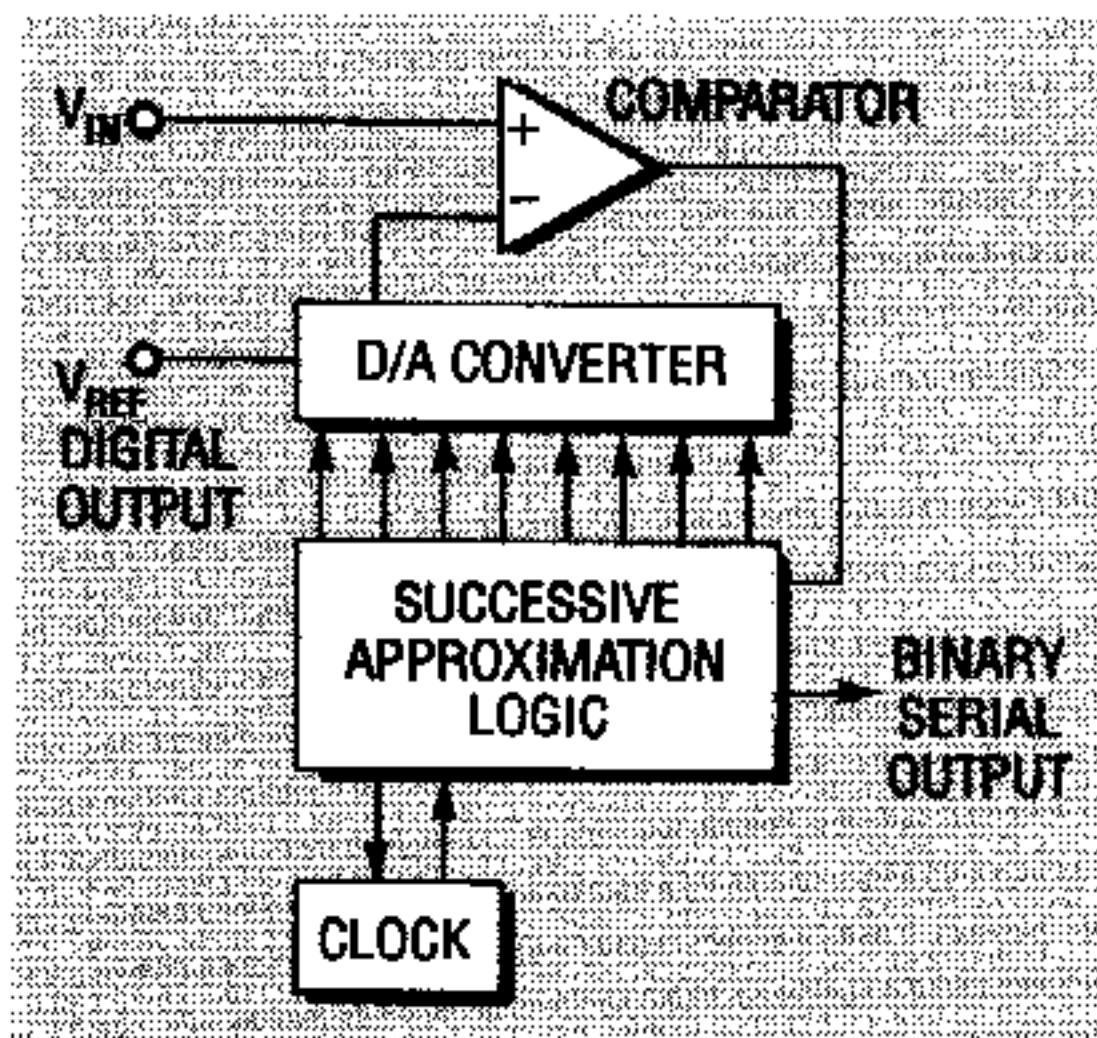 VIN
COMPARATOR
+
−
D/A CONVERTER
VREF
DIGITAL
OUTPUT
SUCCESSIVE
APPROXIMATION
LOGIC
BINARY
SERIAL
OUTPUT
CLOCK